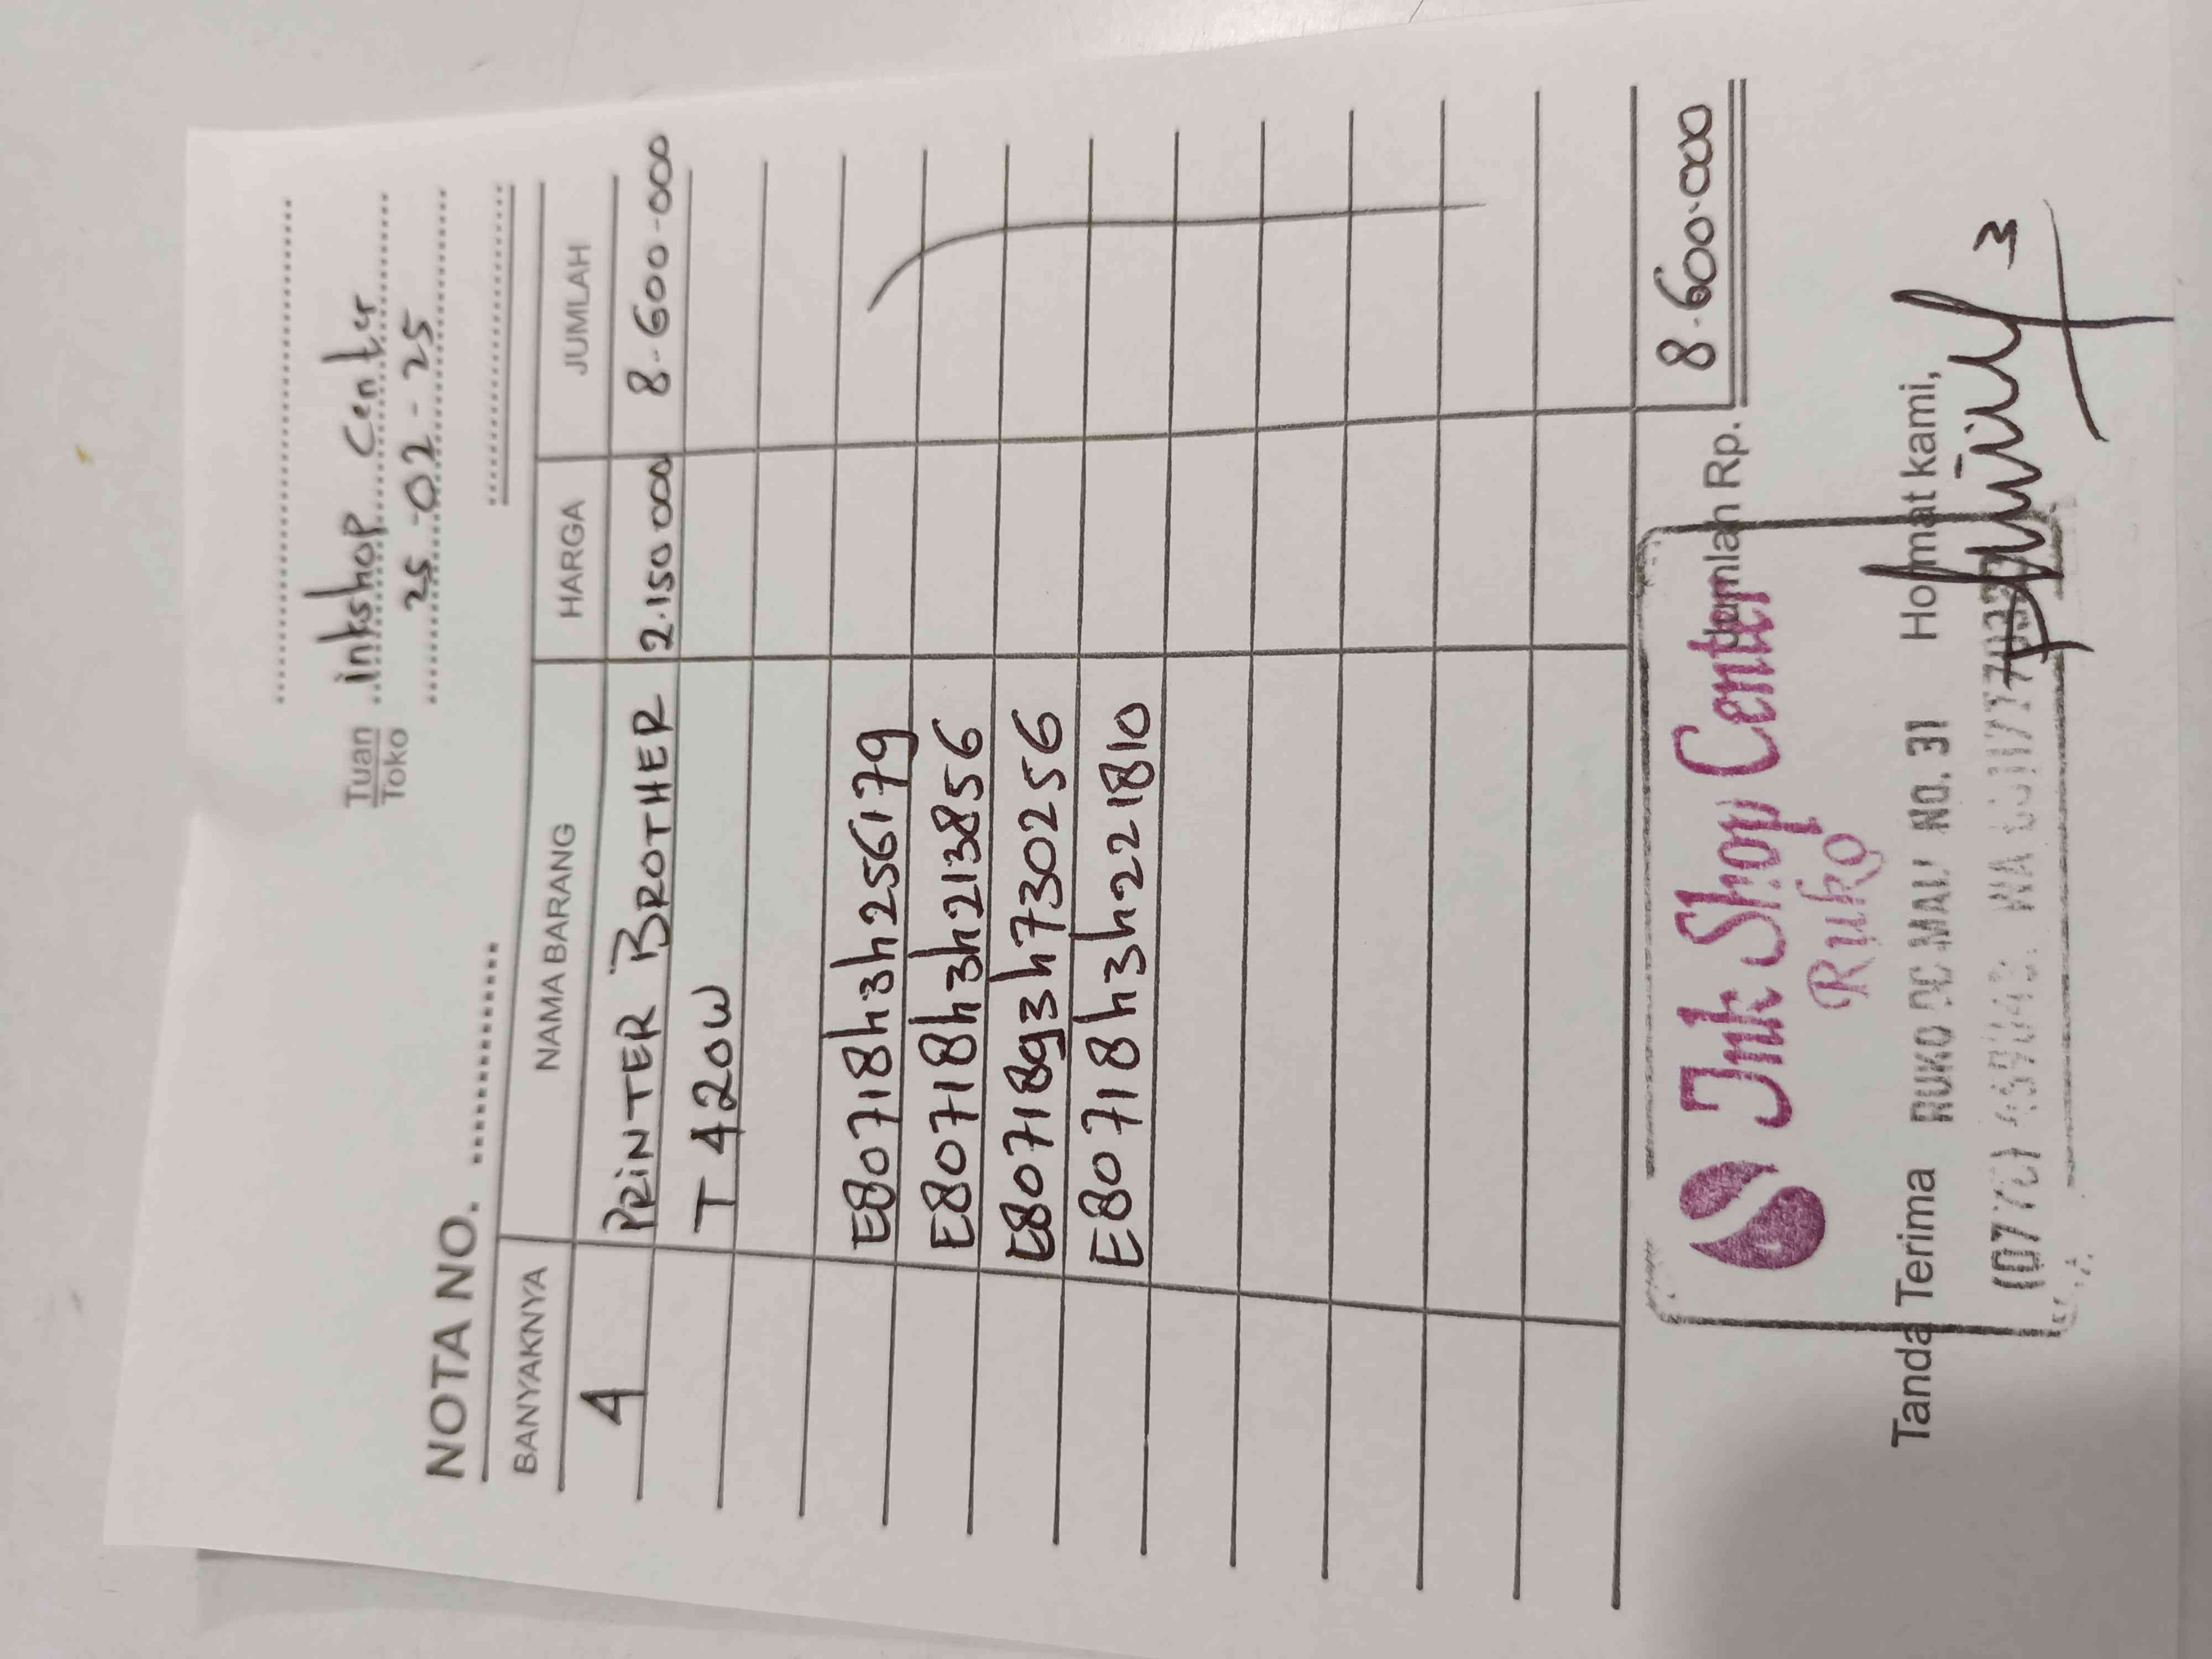 Tuan
Toko
inkshop Center
25-02-25
NOTA NO.
BANYAKNYA NAMA BARANG HARGA JUMLAH
4 PRiNTER BROTHER 2.150 000 8-600-000
T 420W
E80718h3h256179
E80718h3h213856
E80718g3h730256
E80718h3h221810
Jumlah Rp. 8.600.000
Ink Shop Center
Ruko
Tanda Terima Hormat kami,
RUKO DC MALL NO. 31
WA